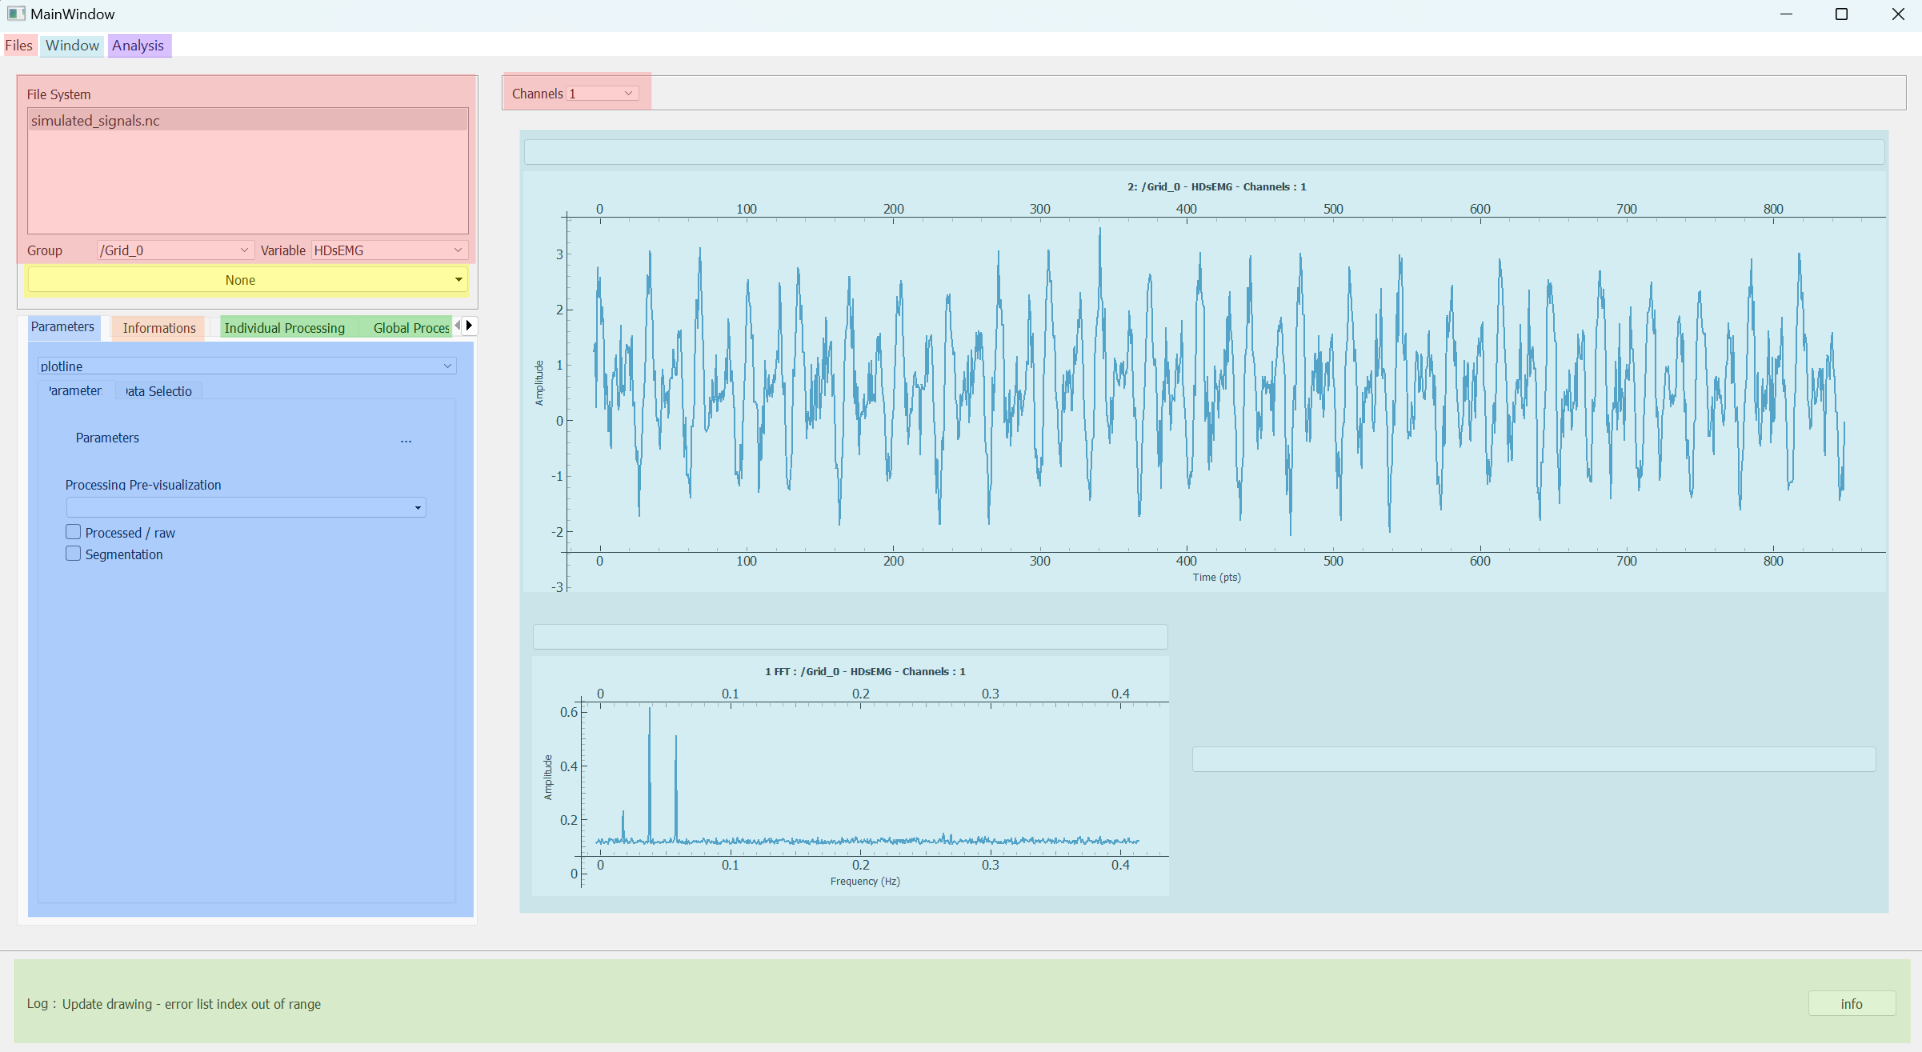 MainWindow
Files Window Analysis
File System
simulated_signals.nc
Group /Grid_0 Variable HDsEMG
None
Parameters Informations Individual Processing Global Proces
plotline
'arameter ata Selectio
Parameters ...
Processing Pre-visualization
Processed / raw
Segmentation
Channels 1
2: /Grid_0 - HDsEMG - Channels : 1
0 100 200 300 400 500 600 700 800
3
2
1
0
-1
-2
-3
Amplitude
0 100 200 300 400 500 600 700 800
Time (pts)
1 FFT : /Grid_0 - HDsEMG - Channels : 1
0 0.1 0.2 0.3 0.4
0.6
0.4
0.2
0
Amplitude
0 0.1 0.2 0.3 0.4
Frequency (Hz)
Log : Update drawing - error list index out of range
info